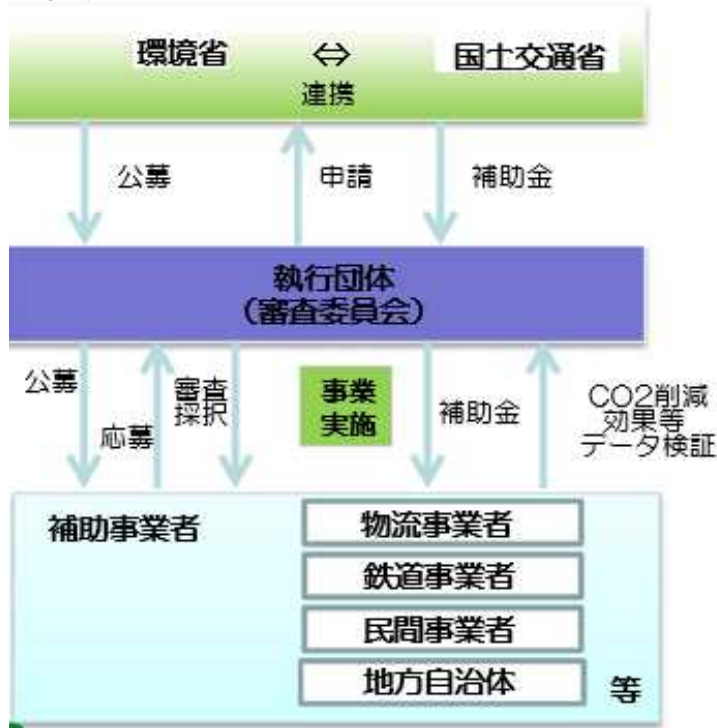 環境省 ⇔ 国土交通省
連携
公募
申請
補助金
執行団体
(審査委員会)
公募
応募
審査
採択
事業
実施
補助金
CO2削減
効果等
データ検証
補助事業者
物流事業者
鉄道事業者
民間事業者
地方自治体
等